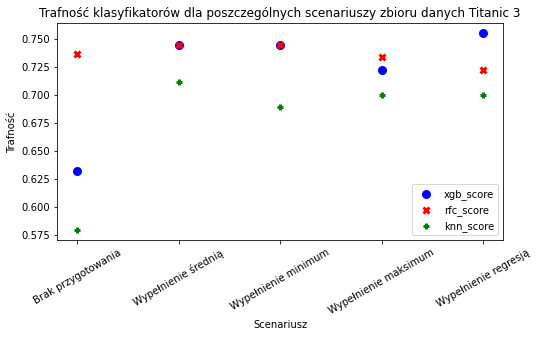 Trafność klasyfikatorów dla poszczególnych scenariuszy zbioru danych Titanic 3
Trafność
0.750
0.725
0.700
0.675
0.650
0.625
0.600
0.575
xgb_score
rfc_score
knn_score
Brak przygotowania
Wypełnienie średnią
Wypełnienie minimum
Wypełnienie maksimum
Wypełnienie regresją
Scenariusz